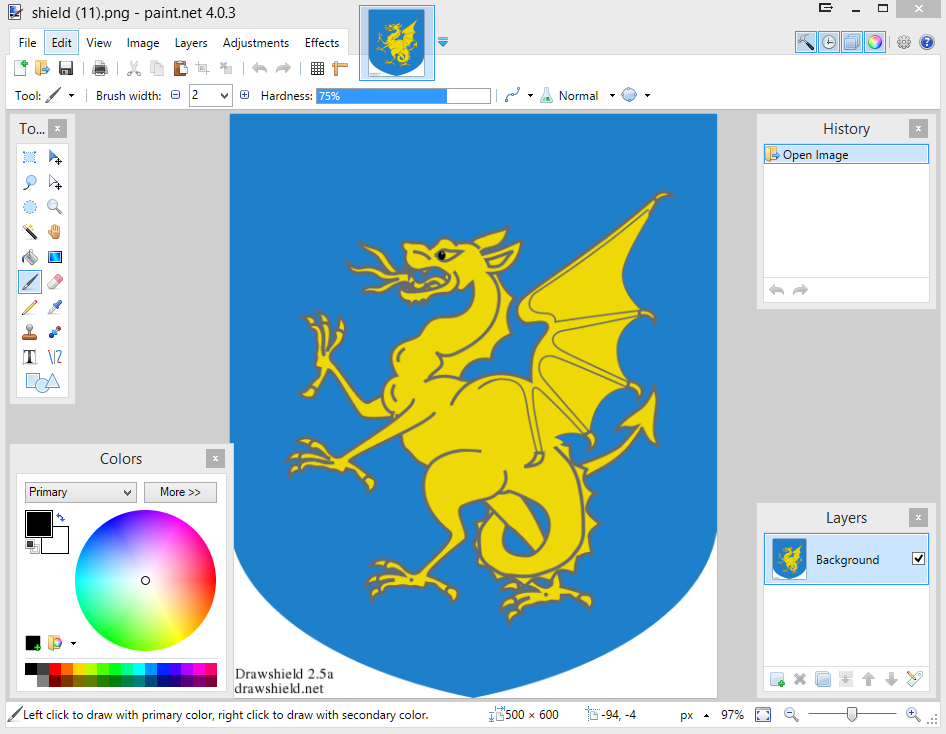 shield (11).png - paint.net 4.0.3
File Edit View Image Layers Adjustments Effects
Tool: Brush width: 2 Hardness: 75% Normal
To...
History
Open Image
Colors
Primary More >>
Layers
Background
Drawshield 2.5a
drawshield.net
Left click to draw with primary color, right click to draw with secondary color. 500 × 600 -94, -4 px 97%